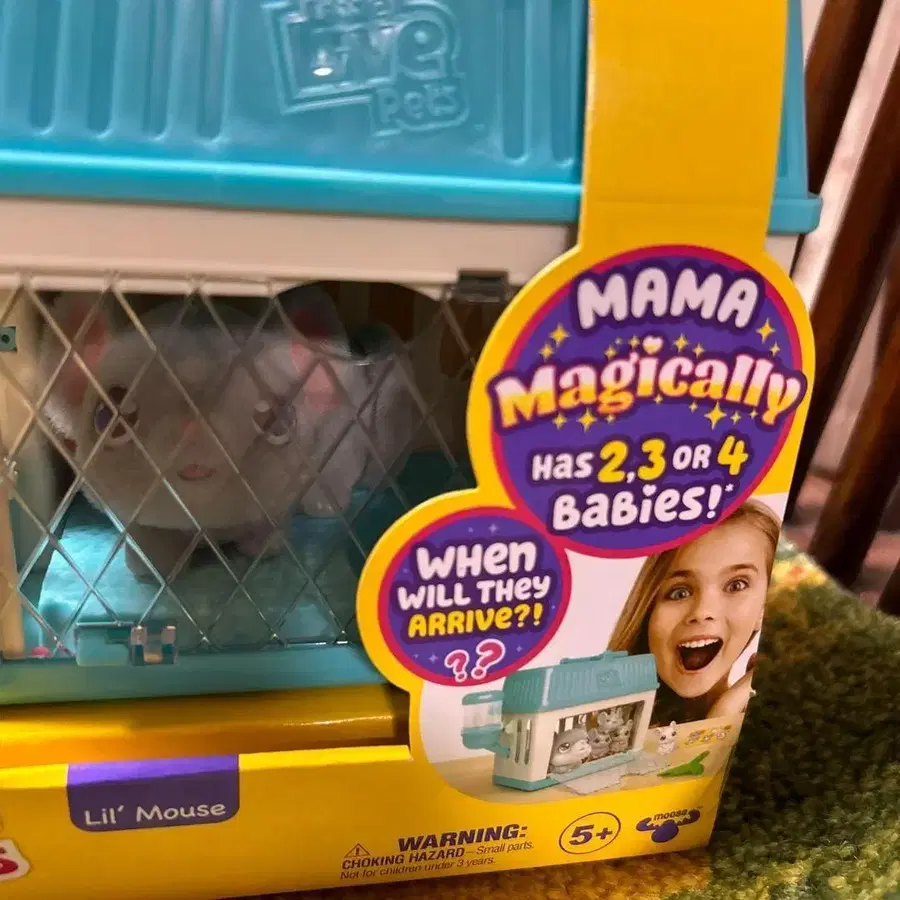 Live
Pets
MAMA
Magically
Has 2,3 or 4
Babies!*
When
Will They
Arrive?!
??
Lil' Mouse
WARNING:
CHOKING HAZARD—Small parts.
Not for children under 3 years.
5+
moose